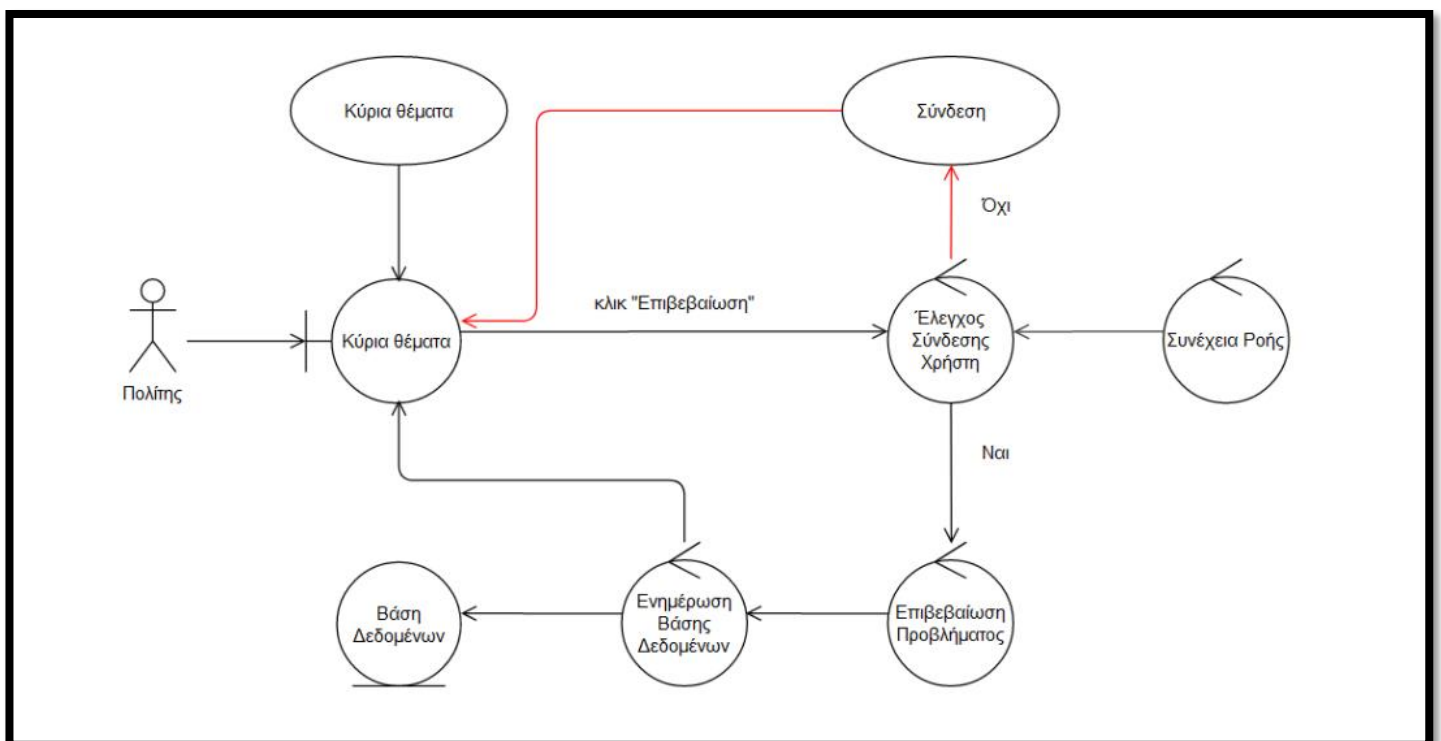 Κύρια θέματα
Σύνδεση
Όχι
κλικ "Επιβεβαίωση"
Πολίτης
Κύρια θέματα
Έλεγχος
Σύνδεσης
Χρήστη
Συνέχεια Ροής
Ναι
Βάση
Δεδομένων
Ενημέρωση
Βάσης
Δεδομένων
Επιβεβαίωση
Προβλήματος